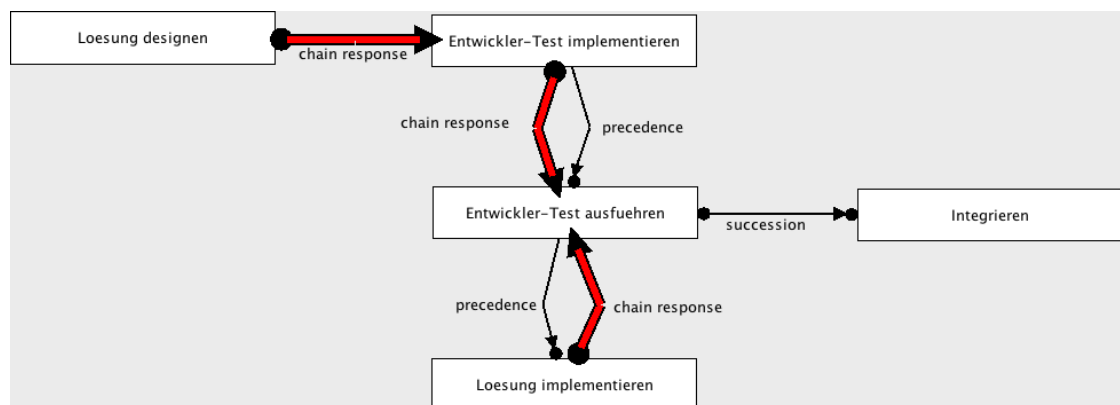 Loesung designen
chain response
Entwickler-Test implementieren
chain response
precedence
Entwickler-Test ausfuehren
succession
Integrieren
precedence
chain response
Loesung implementieren